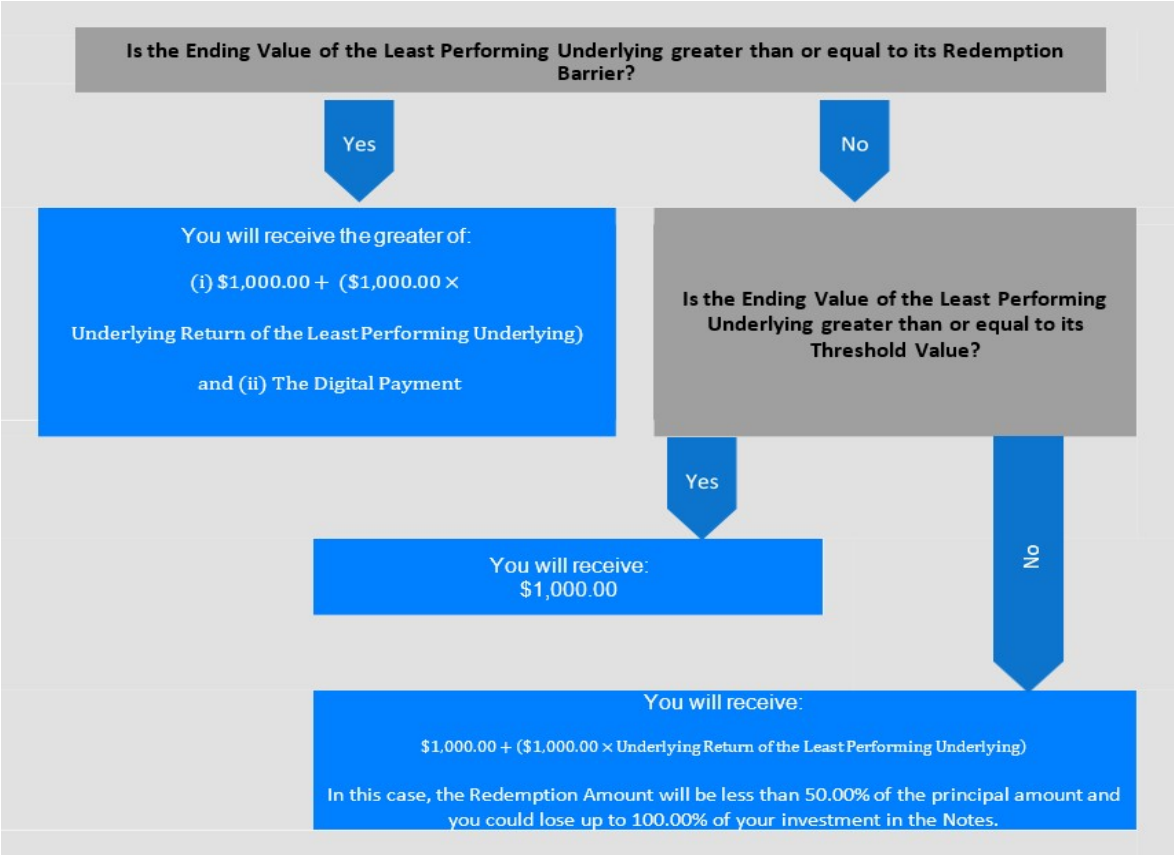 Is the Ending Value of the Least Performing Underlying greater than or equal to its Redemption
Barrier?
Yes
No
You will receive the greater of:
(i) $1,000.00 + ($1,000.00 ×
Underlying Return of the Least Performing Underlying)
and (ii) The Digital Payment
Is the Ending Value of the Least Performing
Underlying greater than or equal to its
Threshold Value?
Yes
No
You will receive:
$1,000.00
You will receive:
$1,000.00 + ($1,000.00 × Underlying Return of the Least Performing Underlying)
In this case, the Redemption Amount will be less than 50.00% of the principal amount and
you could lose up to 100.00% of your investment in the Notes.